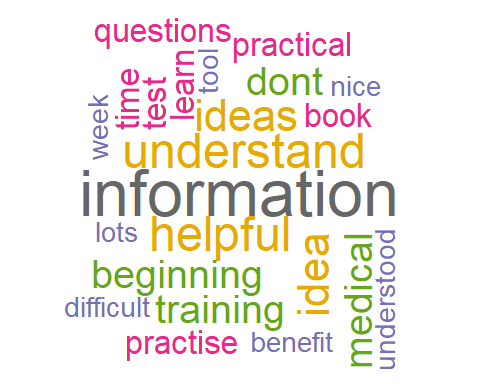 questions
practical
learn
tool
time
test
dont
nice
week
ideas
book
understand
information
lots
helpful
idea
medical
understood
beginning
difficult
training
practise
benefit